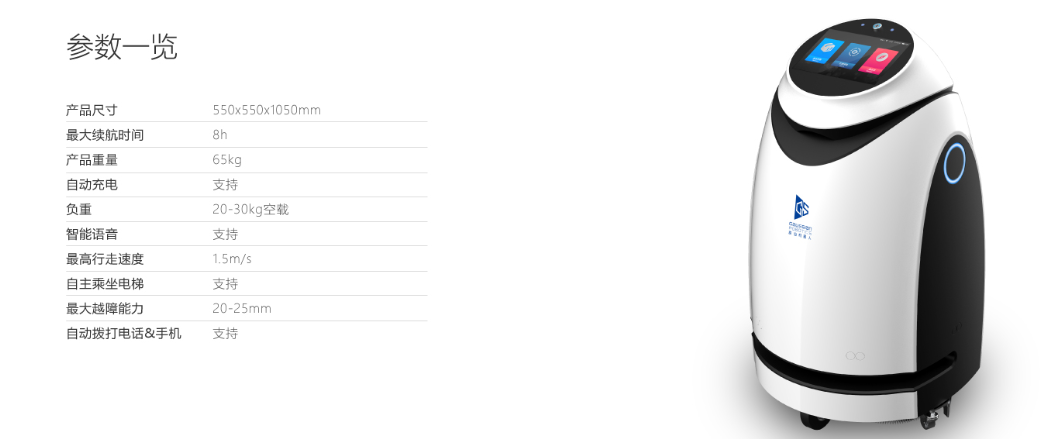 参数一览
产品尺寸 550x550x1050mm
最大续航时间 8h
产品重量 65kg
自动充电 支持
负重 20-30kg空载
智能语音 支持
最高行走速度 1.5m/s
自主乘坐电梯 支持
最大越障能力 20-25mm
自动拨打电话&手机 支持
GS